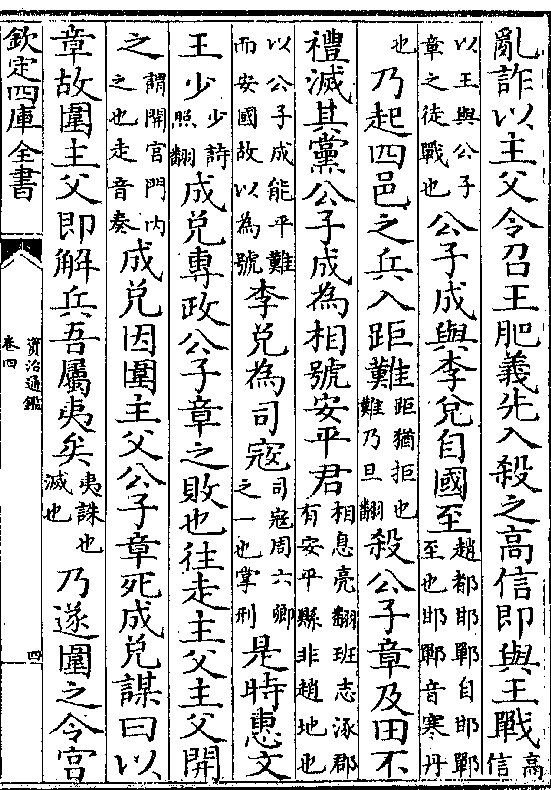 亂詐以主父令召王肥義先入殺之高信即與王戰高信
以王與公子章之徒戰也公子成與李兌自國至趙都邯鄲自邯鄲至也邯鄲音寒丹
也乃起四邑之兵入距難距猶拒也難乃旦翻殺公子章及田不
禮滅其黨公子成為相號安平君相息亮翻班志涿郡有安平縣非趙地也
以公子成能平難而安國故以為號李兌為司寇司寇周六卿之一也掌刑是時惠文
王少少詩照翻成兌專政公子章之敗也往走主父主父開
之謂開宫門内之也走音奏成兌因圍主父公子章死成兌謀曰以
章故圍主父即解兵吾屬夷矣夷誅也滅也乃遂圍之令宫
欽定四庫全書
資治通鑑
卷四
四